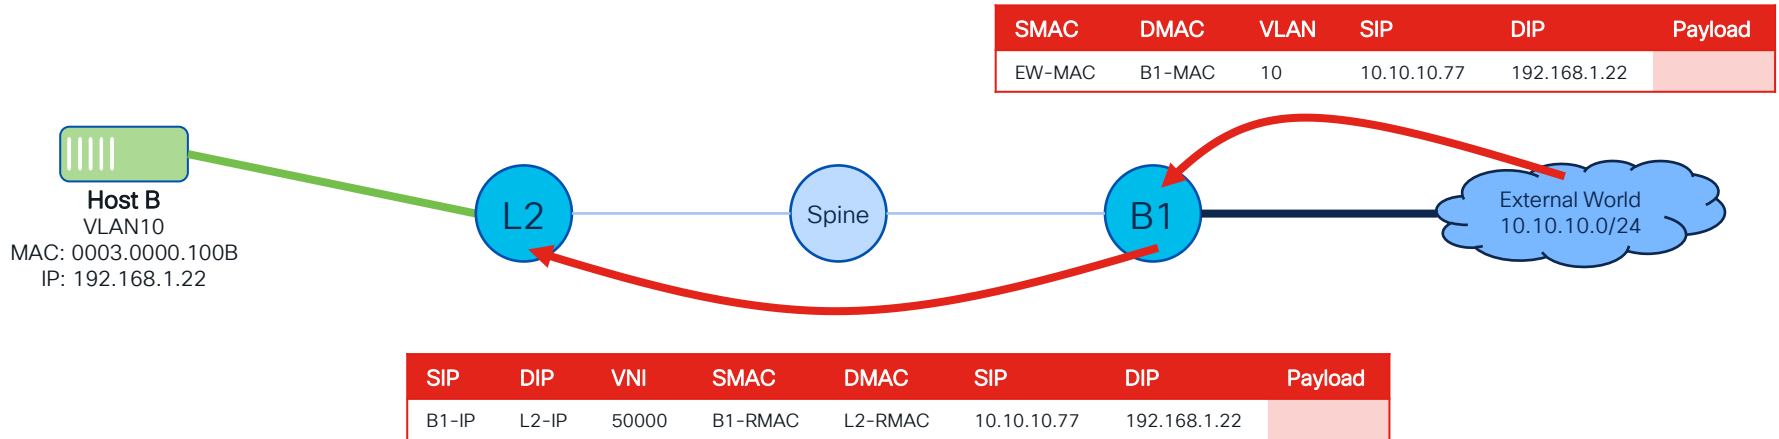 SMAC DMAC VLAN SIP DIP Payload
EW-MAC B1-MAC 10 10.10.10.77 192.168.1.22
Host B
VLAN10
MAC: 0003.0000.100B
IP: 192.168.1.22
L2
Spine
B1
External World
10.10.10.0/24
SIP DIP VNI SMAC DMAC SIP DIP Payload
B1-IP L2-IP 50000 B1-RMAC L2-RMAC 10.10.10.77 192.168.1.22